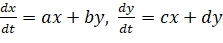 dx/dt = ax + by, dy/dt = cx + dy